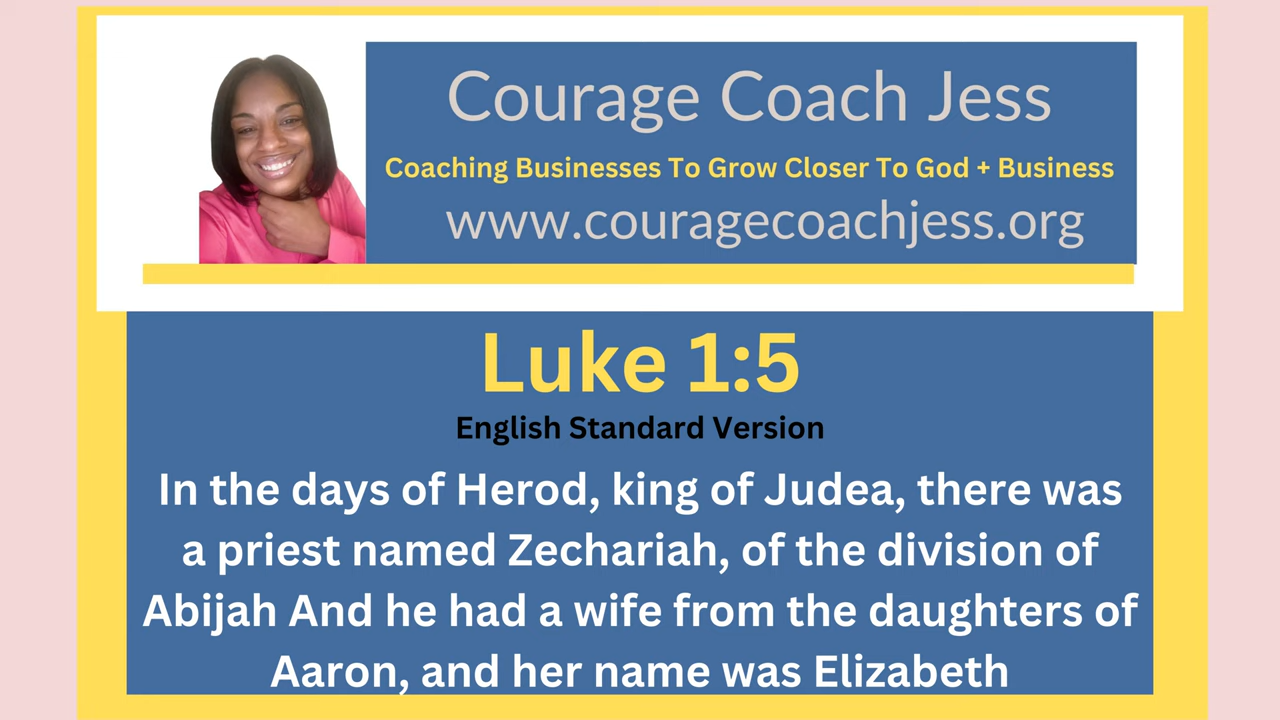 Courage Coach Jess
Coaching Businesses To Grow Closer To God + Business
www.couragecoachjess.org
Luke 1:5
English Standard Version
In the days of Herod, king of Judea, there was
a priest named Zechariah, of the division of
Abijah And he had a wife from the daughters of
Aaron, and her name was Elizabeth